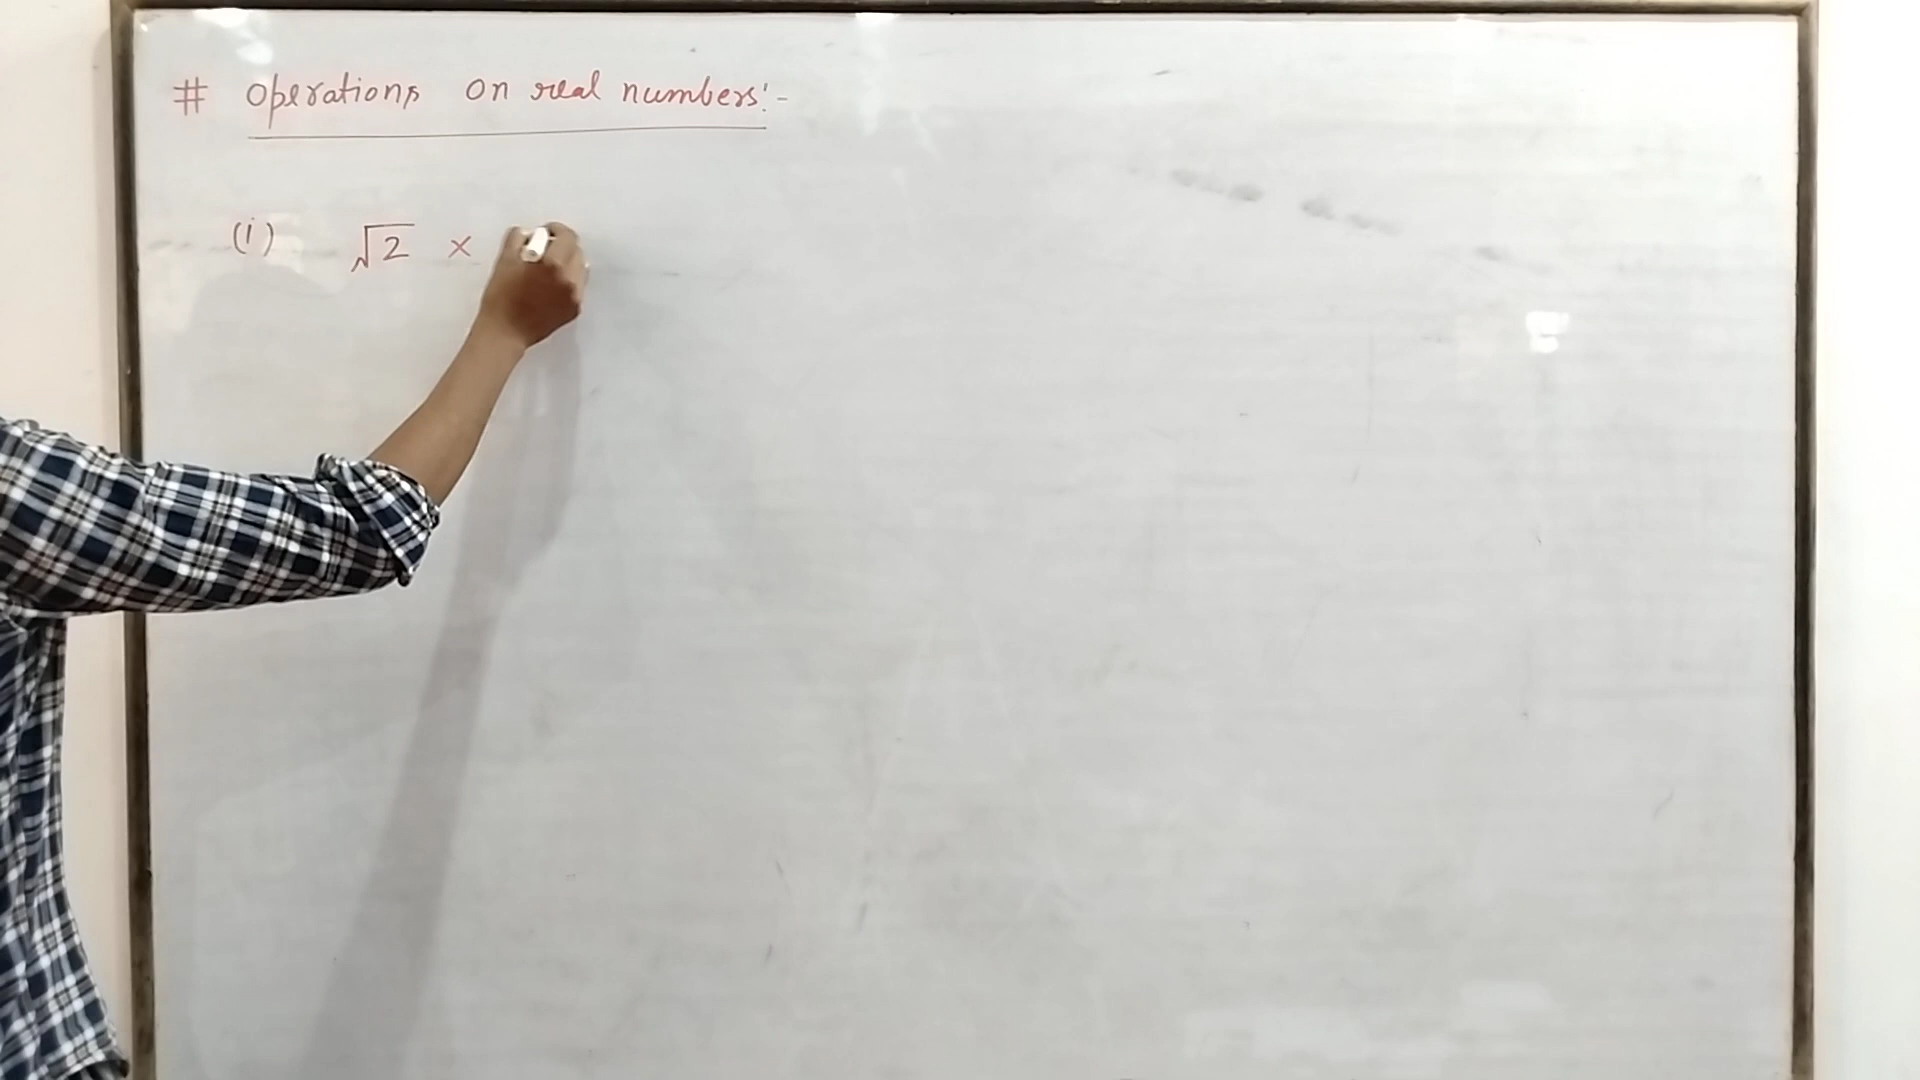 # Operations on real numbers:-
(i) √2 ×